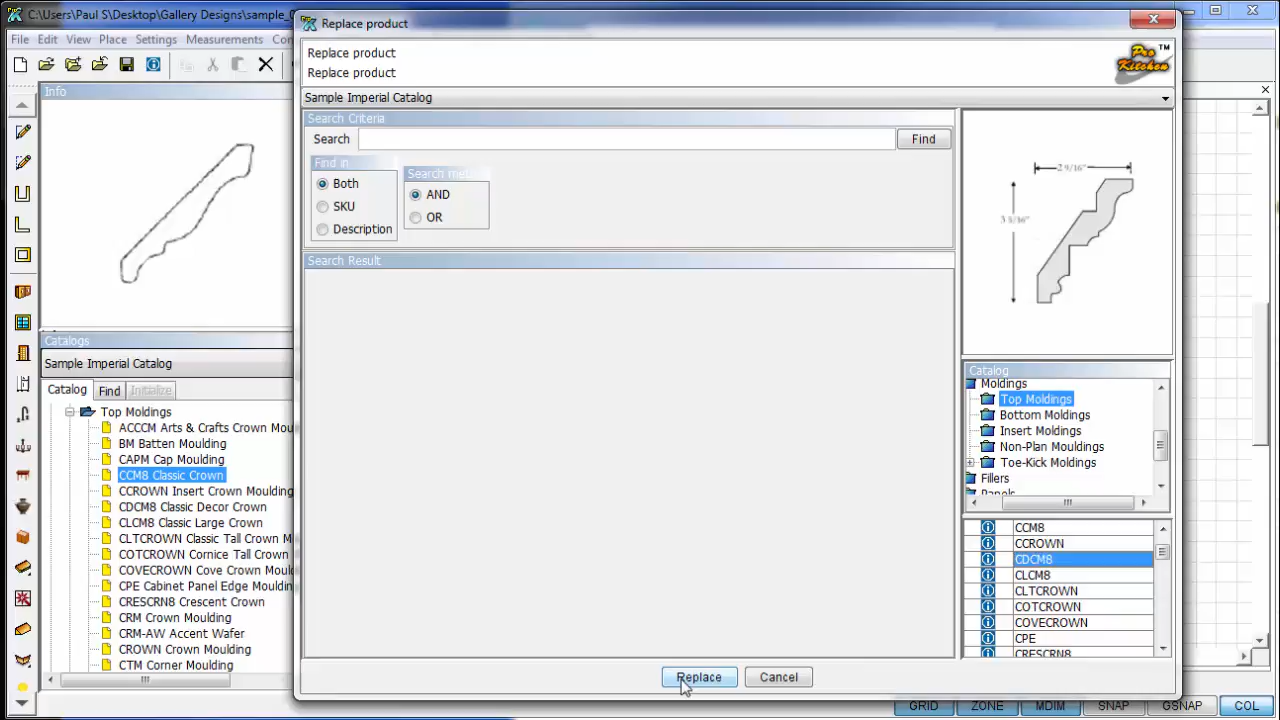 C:\Users\Paul S\Desktop\Gallery Designs\sample_
File Edit View Place Settings Measurements
Info
Catalogs
Sample Imperial Catalog
Catalog Find Initialize
Top Moldings
ACCCM Arts & Crafts Crown Mou
BM Batten Moulding
CAPM Cap Moulding
CCM8 Classic Crown
CCROWN Insert Crown Moulding
CDCM8 Classic Decor Crown
CLCM8 Classic Large Crown
CLTCROWN Classic Tall Crown M
COTCROWN Cornice Tall Crown
COVECROWN Cove Crown Mould
CPE Cabinet Panel Edge Mouldin
CRESCRN8 Crescent Crown
CRM Crown Moulding
CRM-AW Accent Wafer
CROWN Crown Moulding
CTM Corner Moulding
Replace product
Replace product
Replace product
Pro Kitchen ™
Sample Imperial Catalog
Search Criteria
Search
Find
Find in
Both
SKU
Description
AND
OR
Search Result
2 9/16"
Catalog
Moldings
Top Moldings
Bottom Moldings
Insert Moldings
Non-Plan Mouldings
Toe-Kick Moldings
Fillers
Panels
CCM8
CCROWN
CDCM8
CLCM8
CLTCROWN
COTCROWN
COVECROWN
CPE
CRESCRN8
Replace Cancel
GRID ZONE MDIM SNAP GSNAP COL